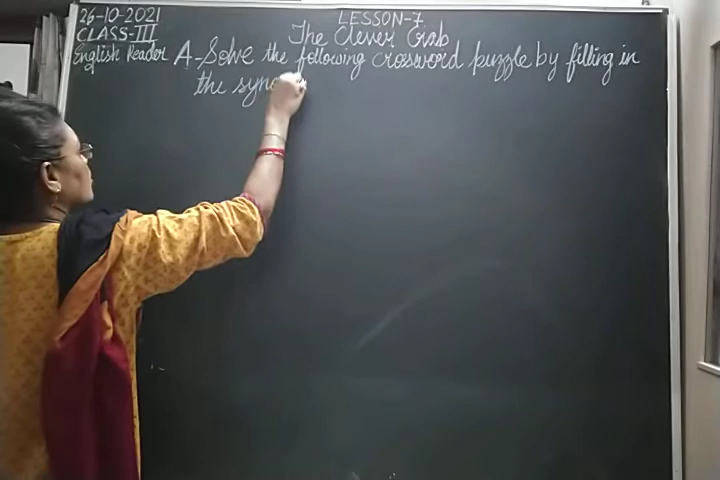 26-10-2021
CLASS-III
English Reader
LESSON-7
The Clever Crab
A-Solve the following crossword puzzle by filling in
the syno